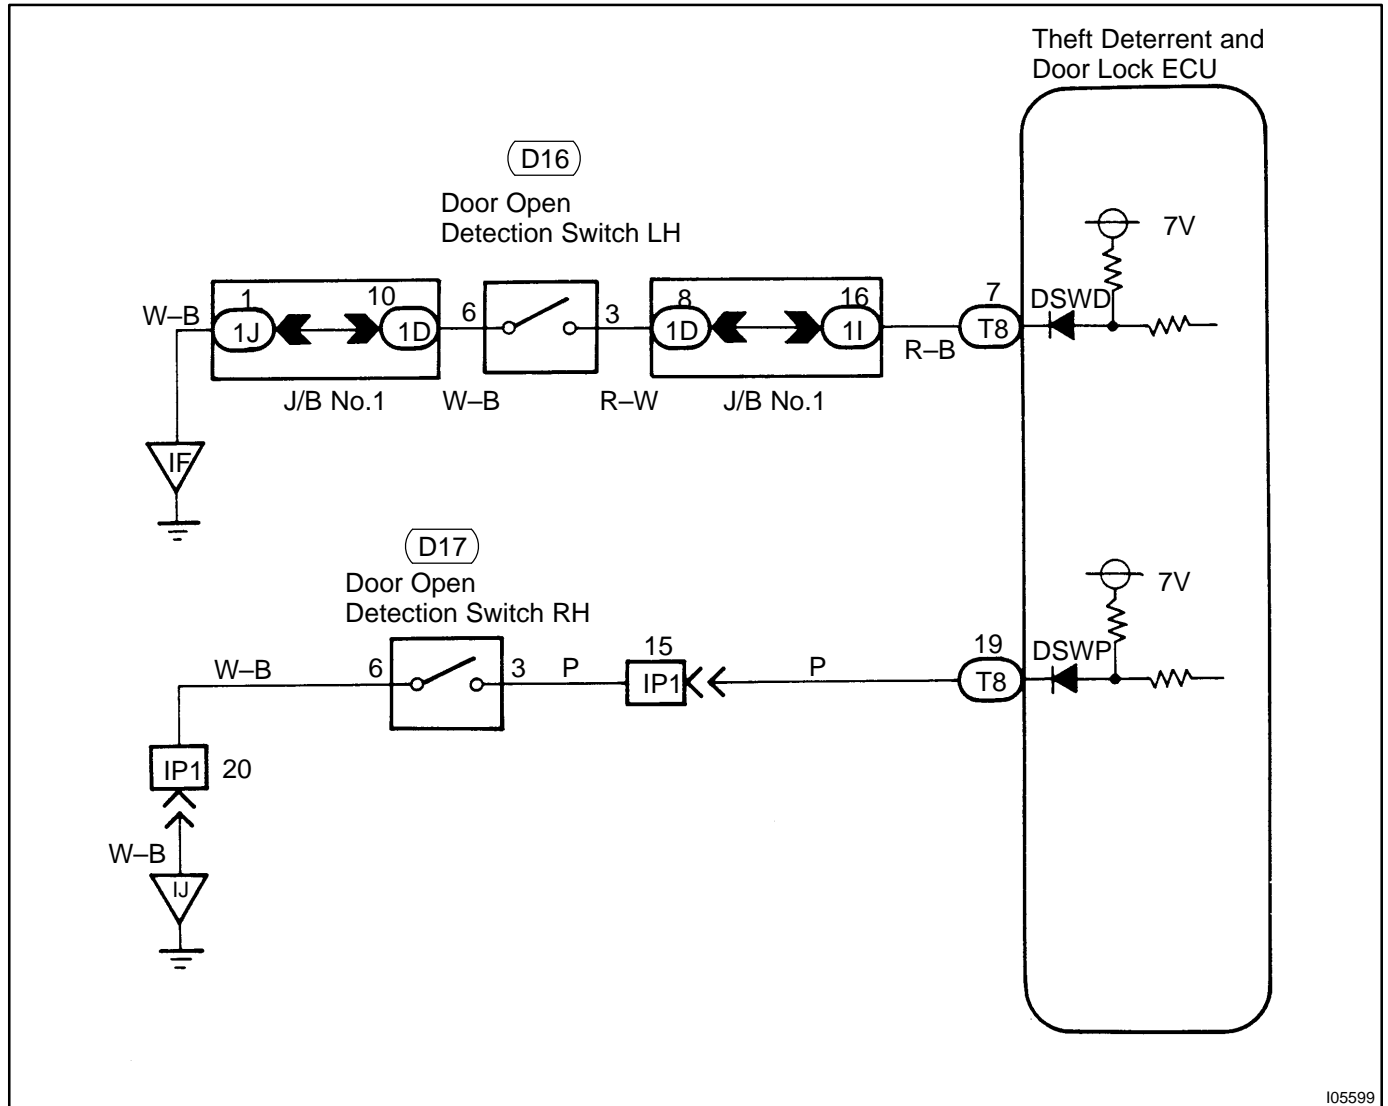 Theft Deterrent and
Door Lock ECU
D16
Door Open
Detection Switch LH
7V
W–B
1
1J
10
1D
6
3
8
1D
16
1I
7
T8
DSWD
R–B
J/B No.1
W–B
R–W
J/B No.1
IF
D17
Door Open
Detection Switch RH
7V
W–B
6
3
P
15
IP1
P
19
T8
DSWP
IP1
20
W–B
IJ
I05599